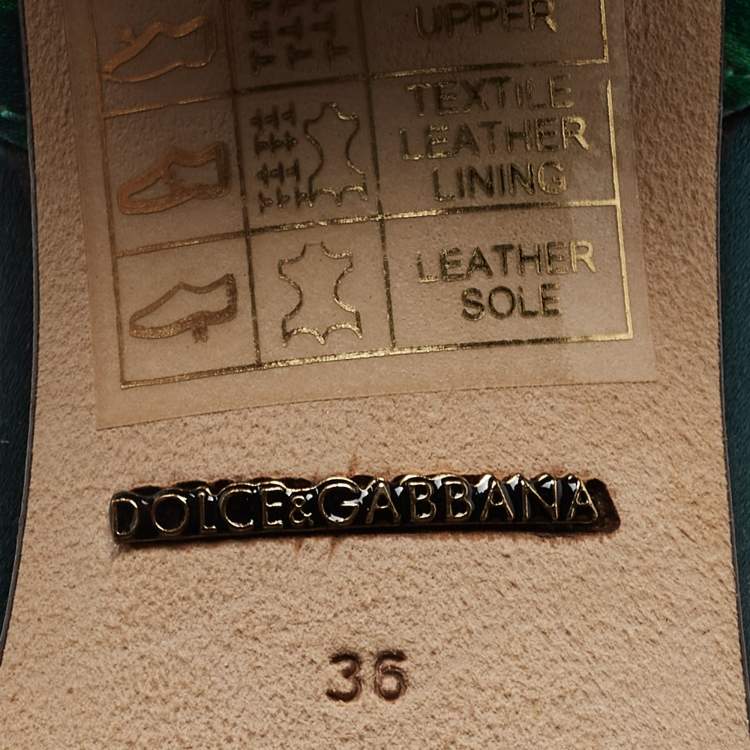 UPPER
TEXTILE
LEATHER
LINING
LEATHER
SOLE
DOLCE&GABBANA
36